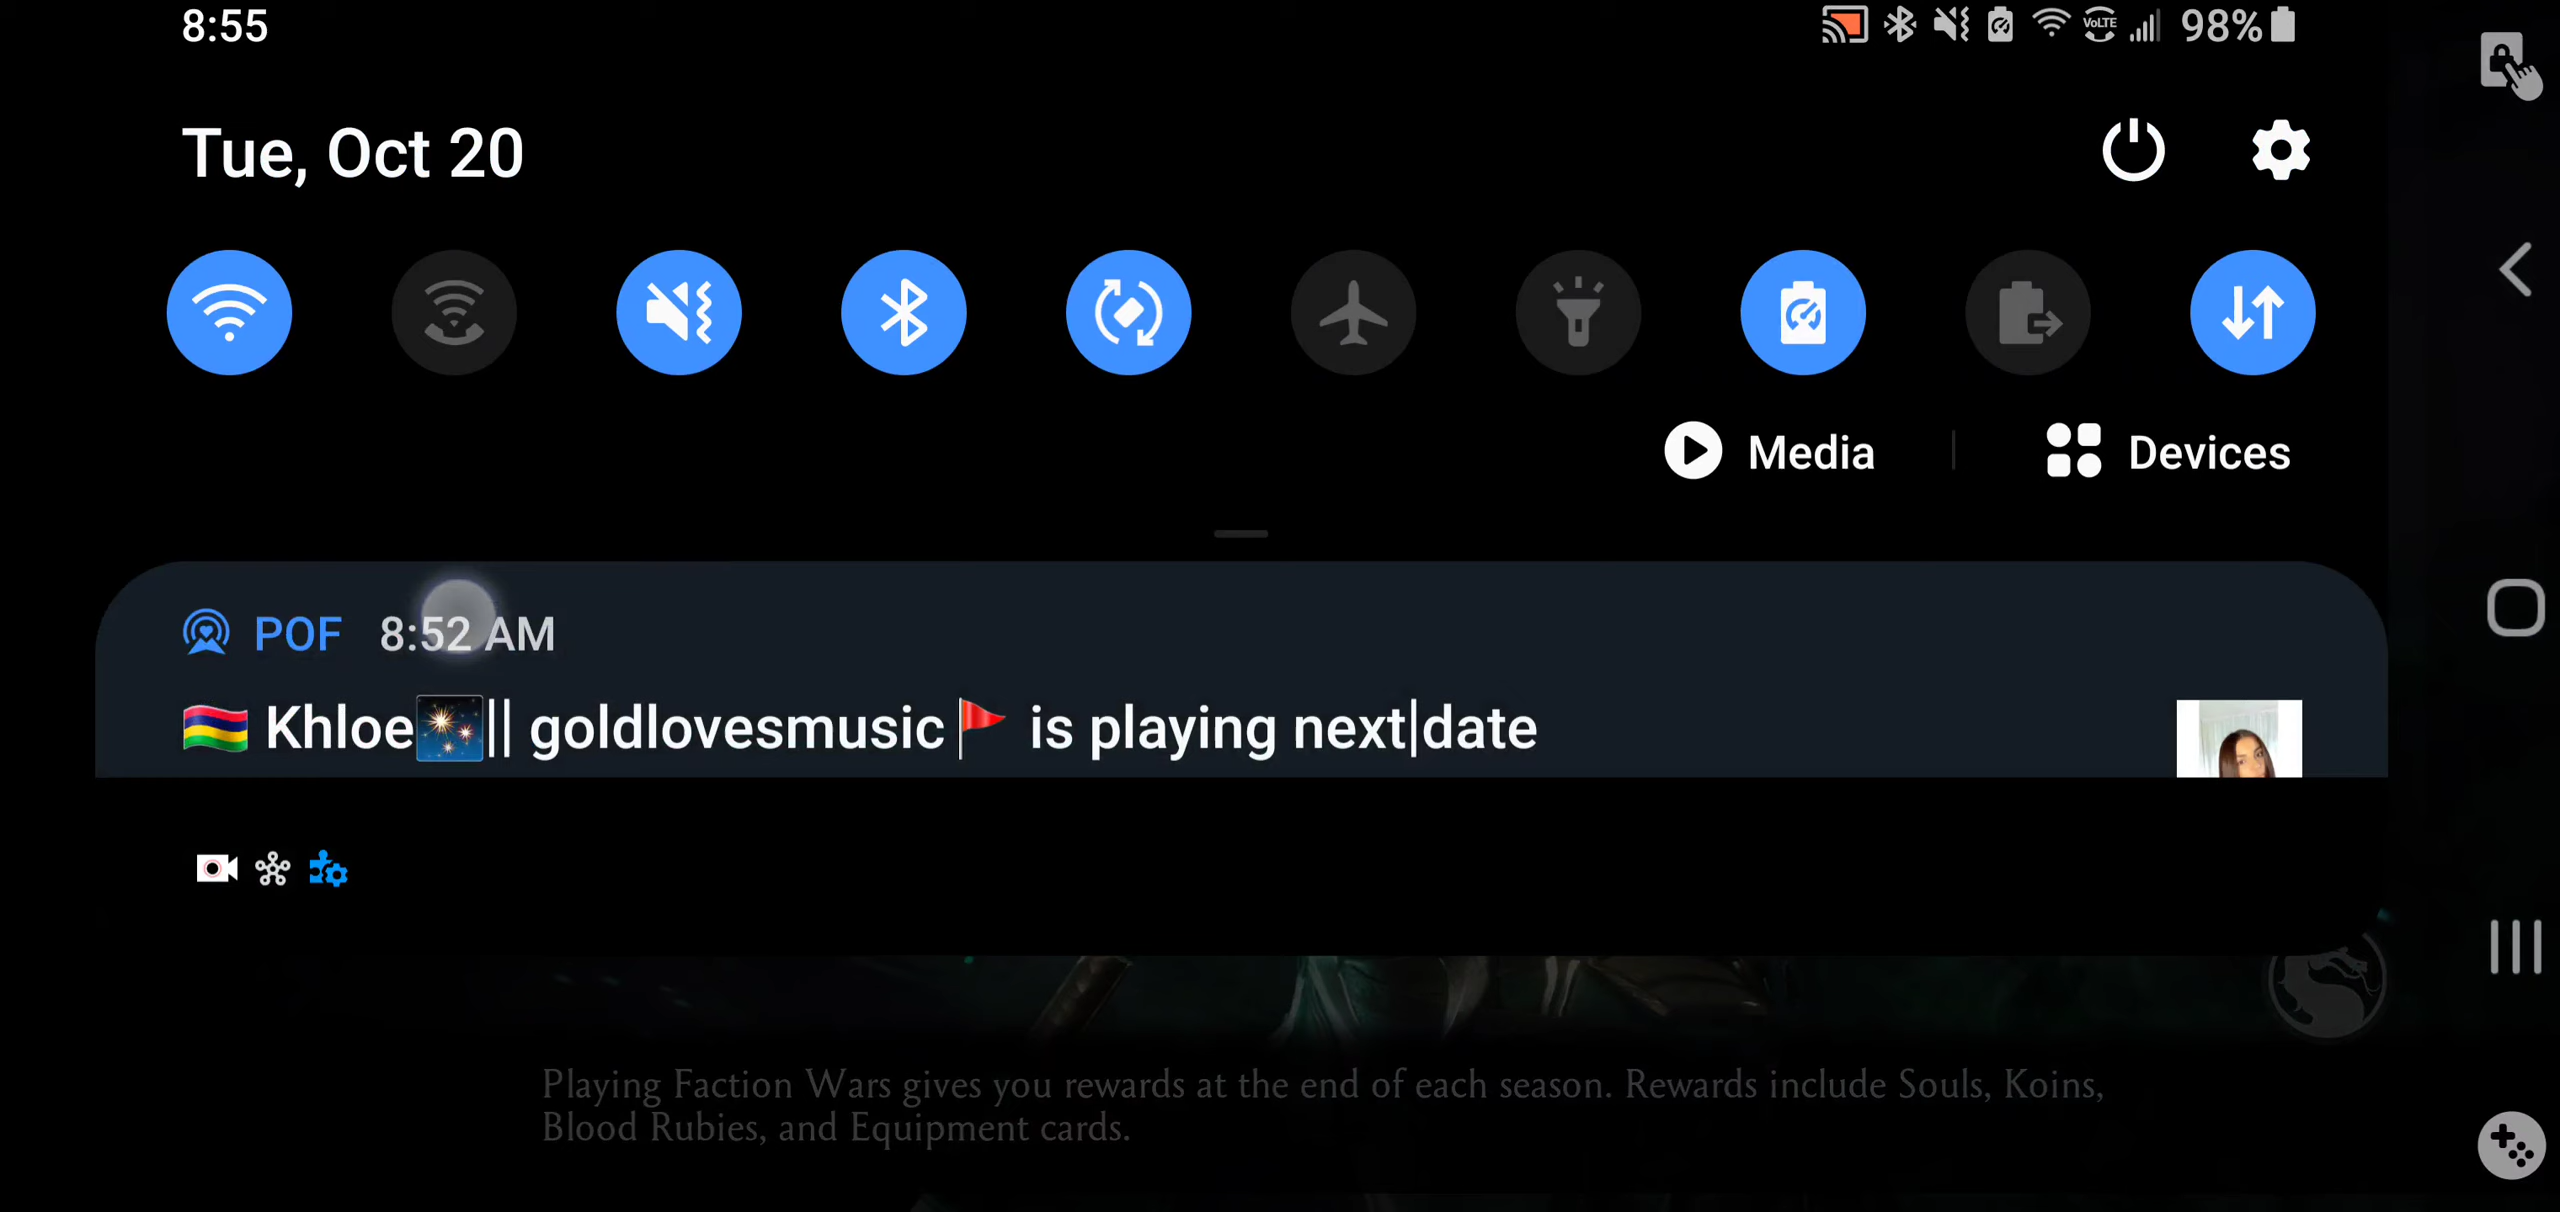 8:55
VoLTE 98%
Tue, Oct 20
Media | Devices
POF 8:52 AM
🇲🇺 Khloe🎇|| goldlovesmusic🚩 is playing next|date
Playing Faction Wars gives you rewards at the end of each season. Rewards include Souls, Koins,
Blood Rubies, and Equipment cards.